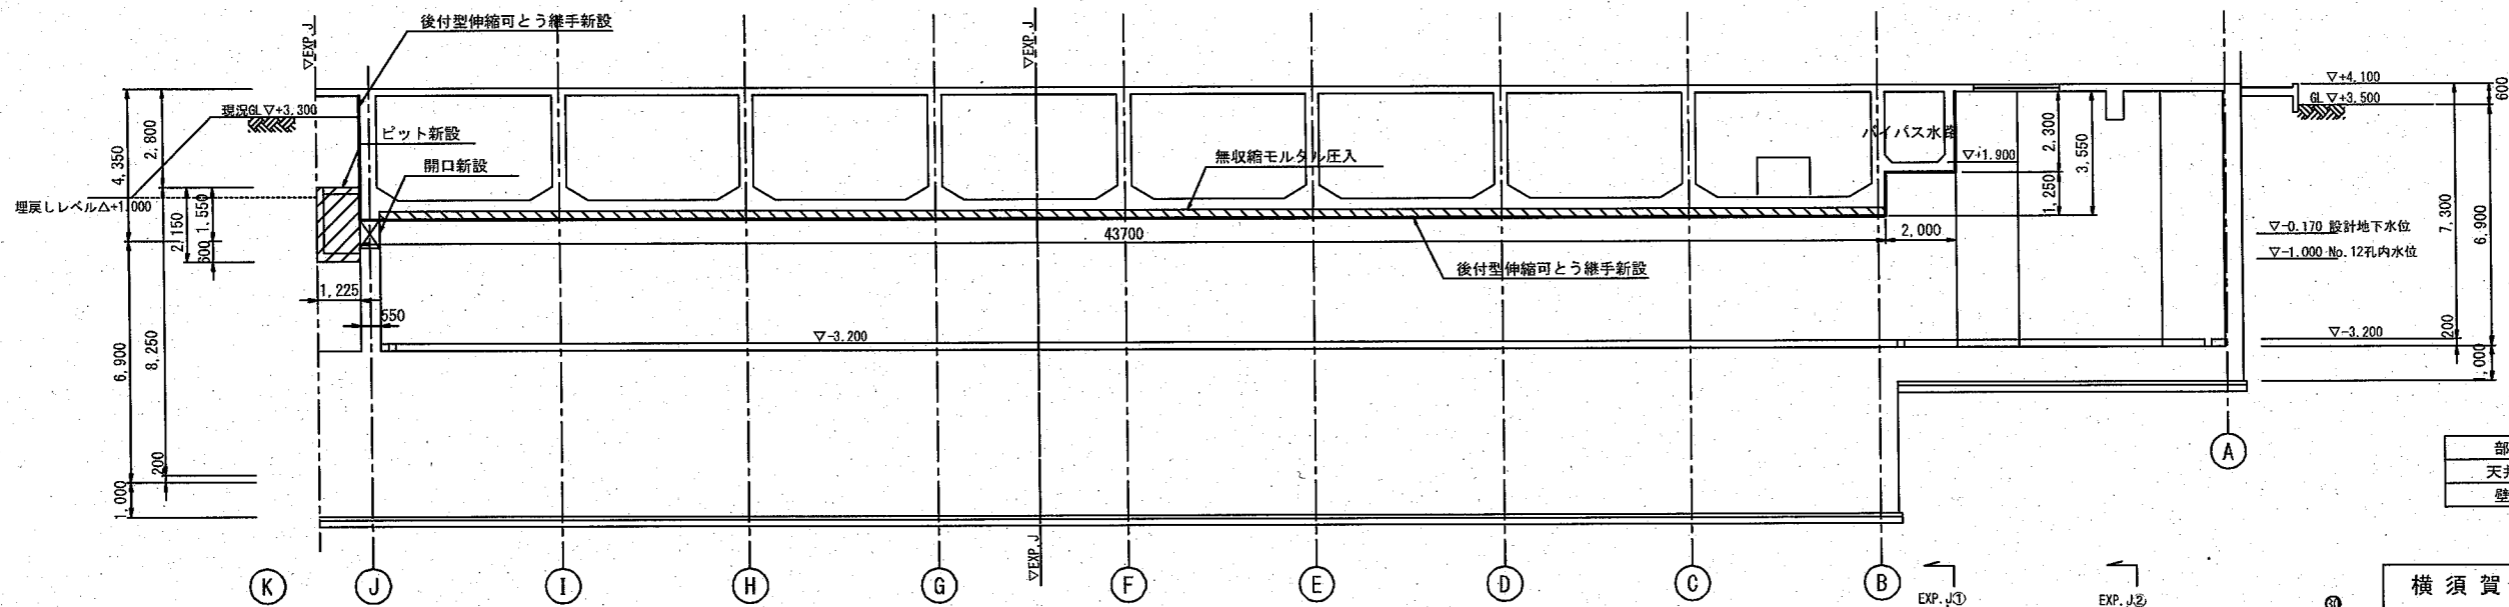 後付型伸縮可とう継手新設
▽EXP.J
▽EXP.J
現況GL▽+3,300
ピット新設
開口新設
無収縮モルタル圧入
バイパス水路
▽+1.900
▽+4,100
GL ▽+3,500
600
4,350
2,800
埋戻しレベル△+1.000
2,150
1,550
600
1,225
550
43700
後付型伸縮可とう継手新設
2,000
2,300
1,250
3,550
▽-0.170 設計地下水位
▽-1.000 No.12孔内水位
7,300
6,900
▽-3.200
▽-3.200
200
1,000
6,900
8,250
200
1,000
▽EXP.J
K
J
I
H
G
F
E
D
C
B
A
EXP.J①
EXP.J②
部
天井
壁
横須賀